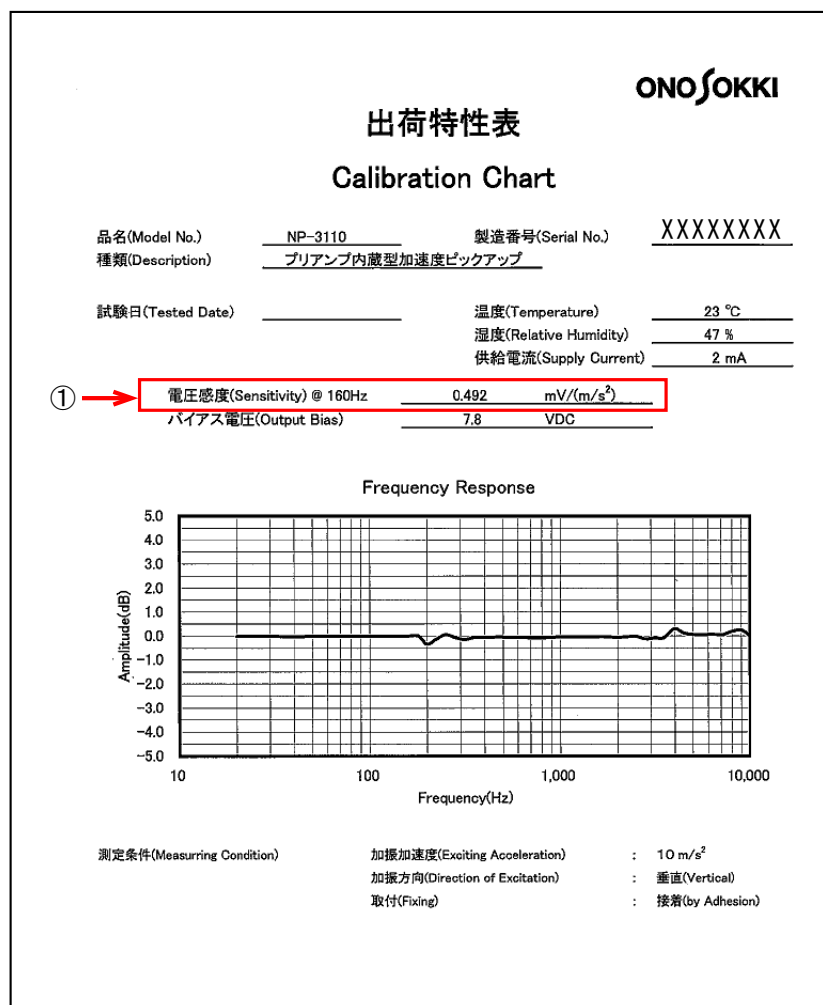 ONO SOKKI
出荷特性表
Calibration Chart
品名(Model No.) NP-3110 製造番号(Serial No.) XXXXXXXX
種類(Description) プリアンプ内蔵型加速度ピックアップ
試験日(Tested Date) 温度(Temperature) 23 ℃
湿度(Relative Humidity) 47 %
供給電流(Supply Current) 2 mA
① 電圧感度(Sensitivity) @ 160Hz 0.492 mV/(m/s²)
バイアス電圧(Output Bias) 7.8 VDC
Frequency Response
5.0
4.0
3.0
2.0
1.0
0.0
-1.0
-2.0
-3.0
-4.0
-5.0
Amplitude(dB)
10 100 1,000 10,000
Frequency(Hz)
測定条件(Measurring Condition) 加振加速度(Exciting Acceleration) : 10 m/s²
加振方向(Direction of Excitation) : 垂直(Vertical)
取付(Fixing) : 接着(by Adhesion)